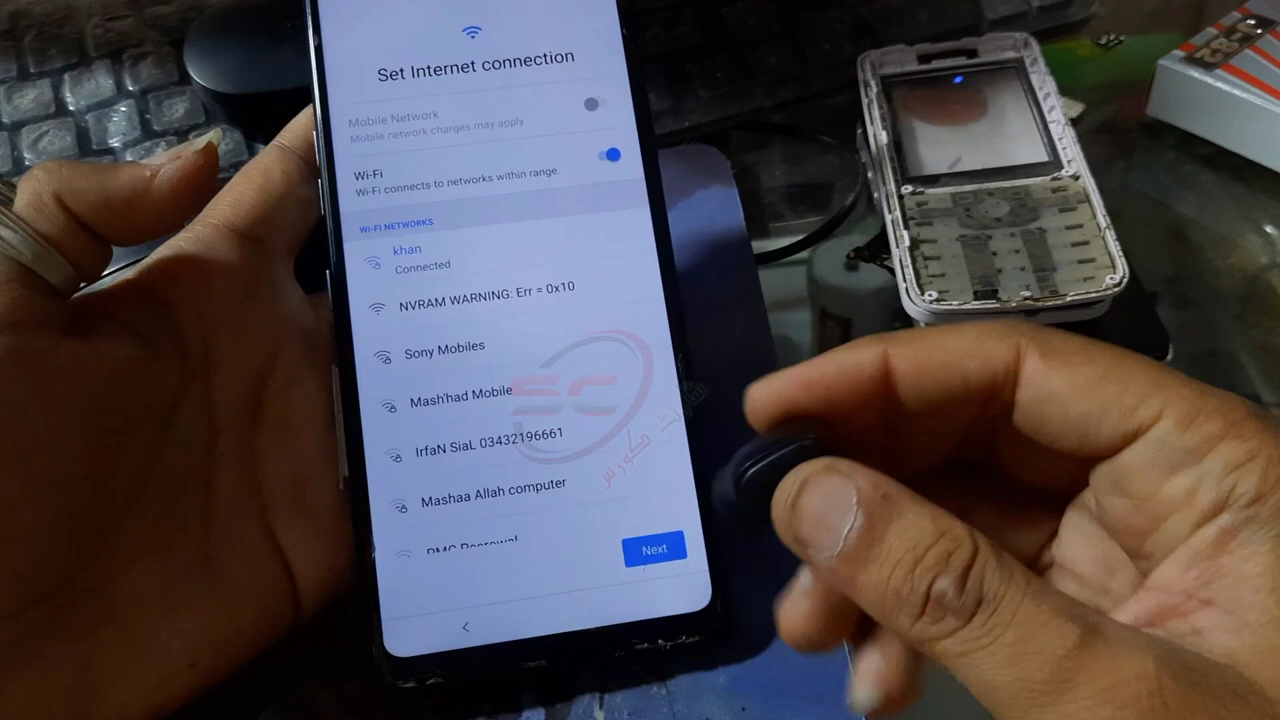 Set Internet connection
Mobile Network
Mobile network charges may apply
Wi-Fi
Wi-Fi connects to networks within range.
WI-FI NETWORKS
khan
Connected
NVRAM WARNING: Err = 0x10
Sony Mobiles
Mash'had Mobile
IrfaN SiaL 03432196661
Mashaa Allah computer
Next
SC